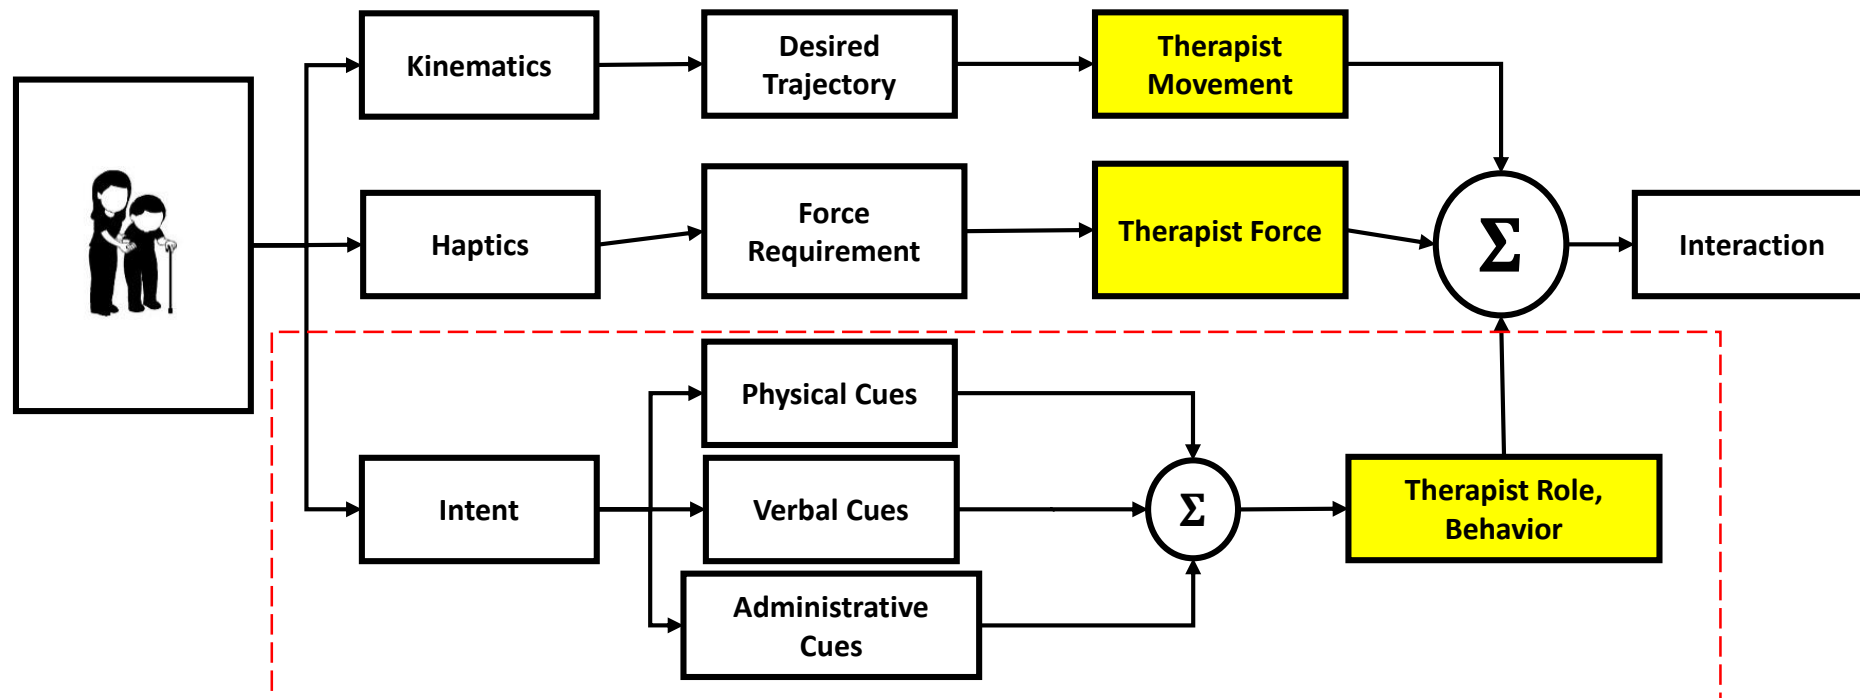 Kinematics
Desired
Trajectory
Therapist
Movement
Haptics
Force
Requirement
Therapist Force
Σ
Interaction
Physical Cues
Intent
Verbal Cues
Σ
Therapist Role,
Behavior
Administrative
Cues